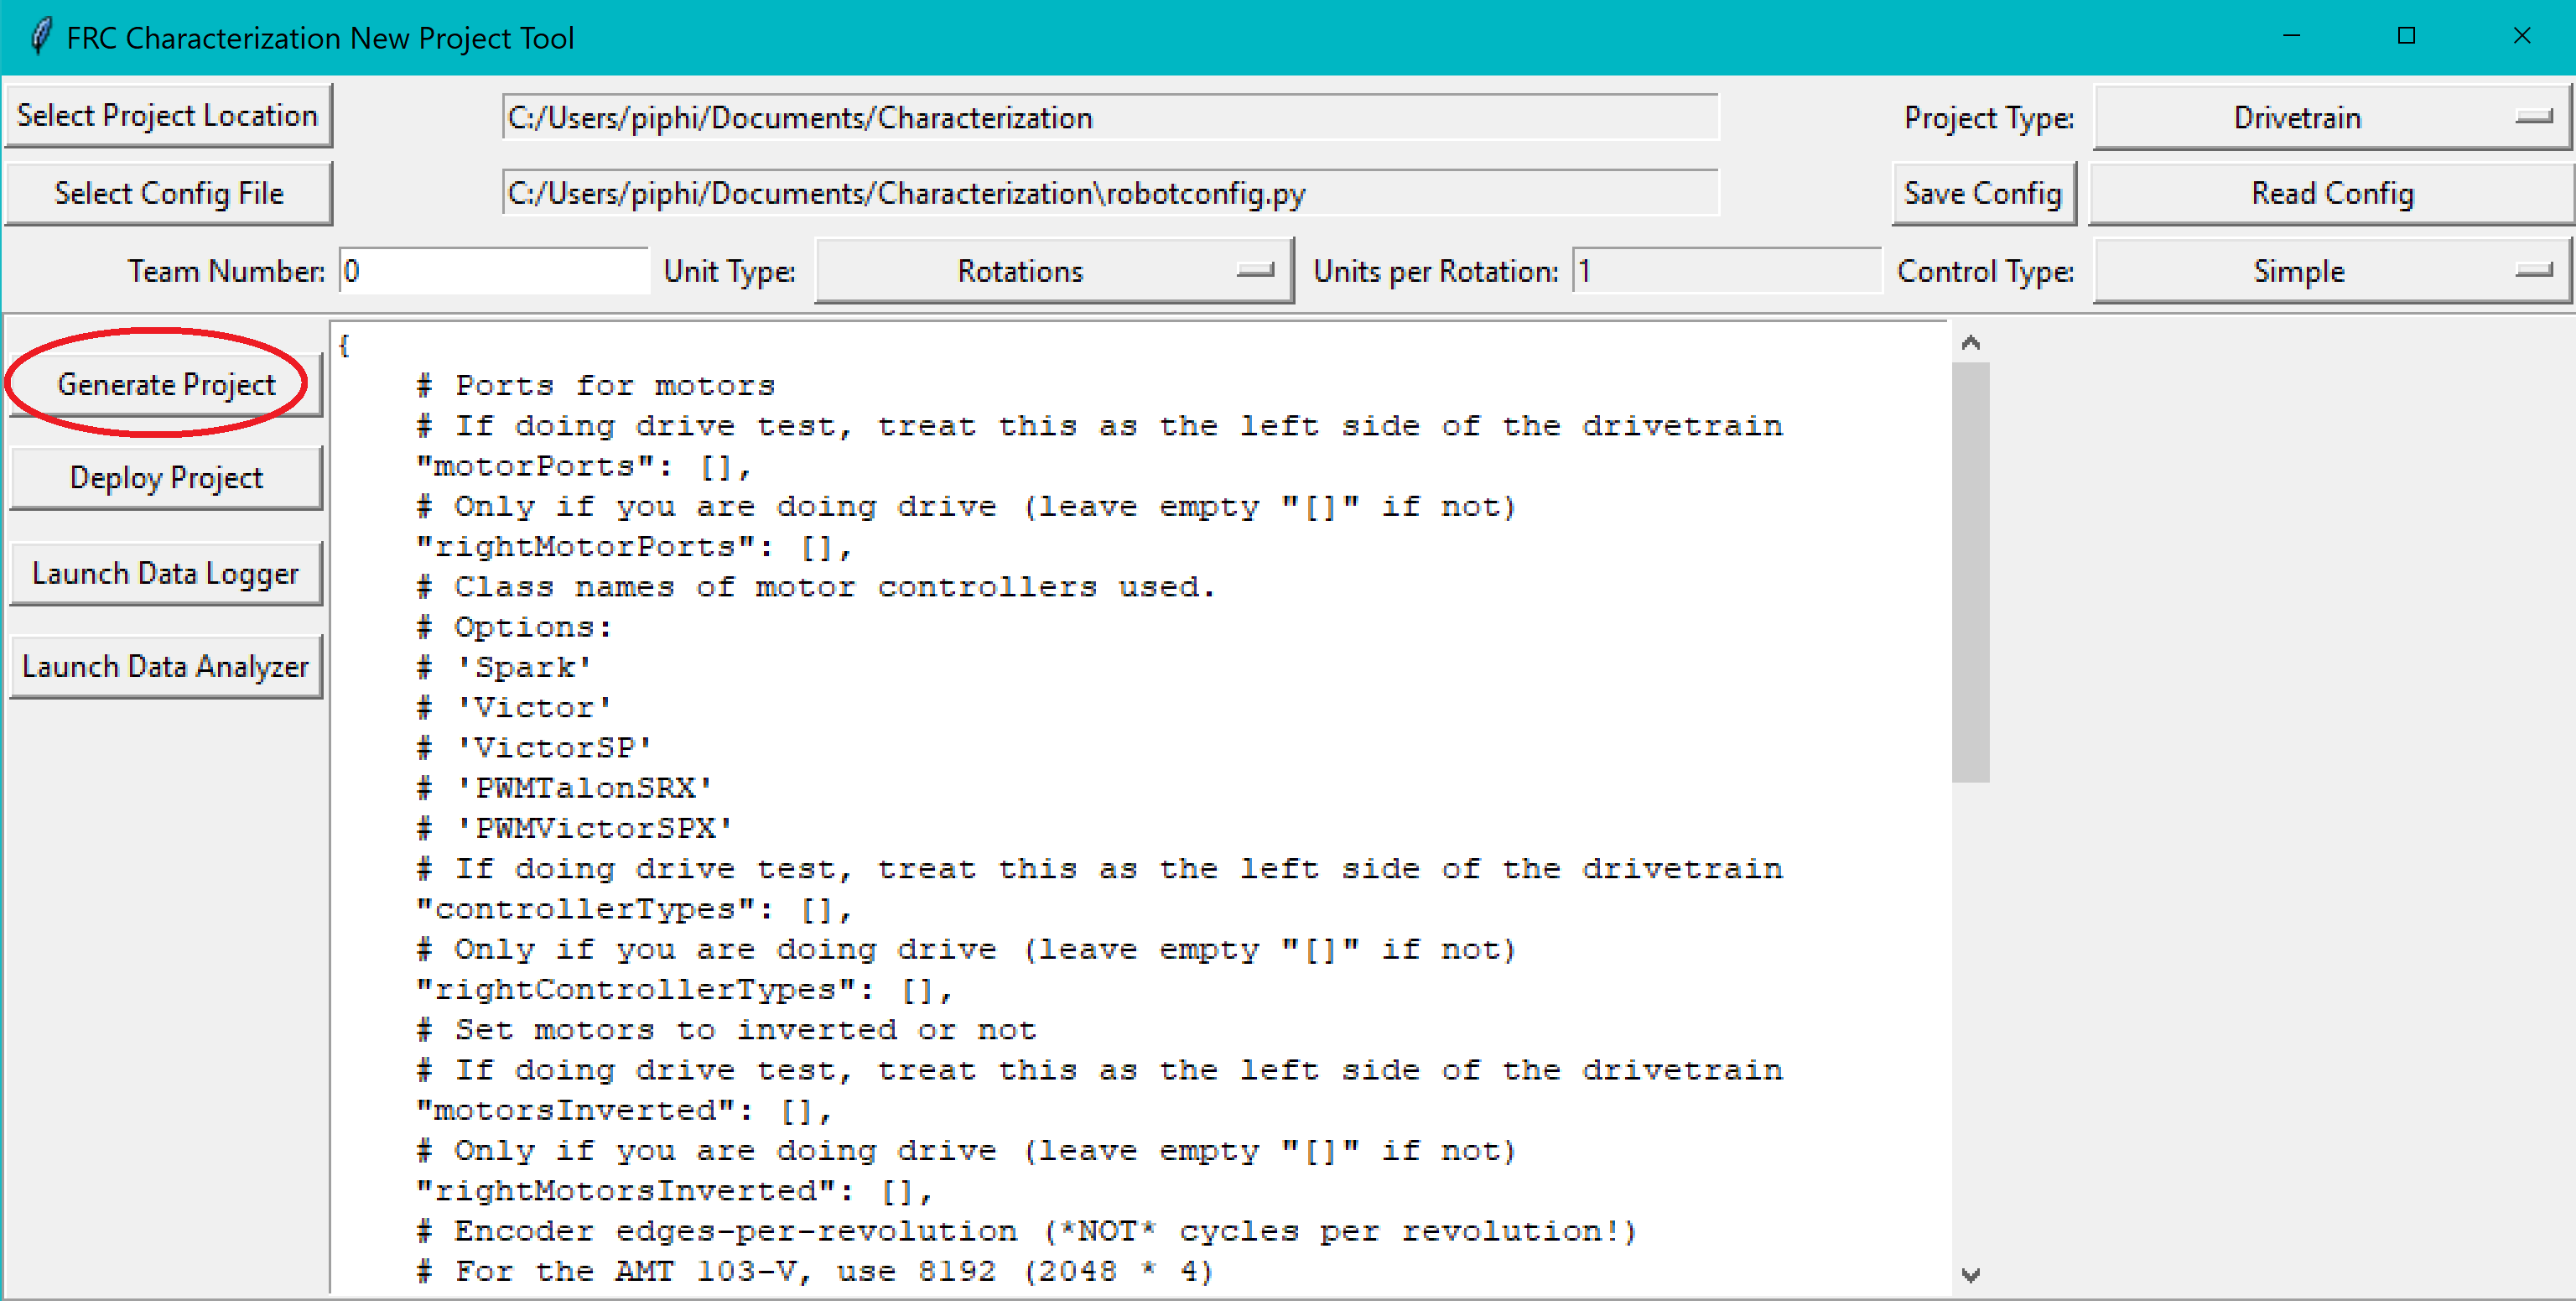 FRC Characterization New Project Tool
Select Project Location C:/Users/piphi/Documents/Characterization Project Type: Drivetrain
Select Config File C:/Users/piphi/Documents/Characterization\robotconfig.py Save Config Read Config
Team Number: 0 Unit Type: Rotations Units per Rotation: 1 Control Type: Simple
Generate Project
Deploy Project
Launch Data Logger
Launch Data Analyzer
{
# Ports for motors
# If doing drive test, treat this as the left side of the drivetrain
"motorPorts": [],
# Only if you are doing drive (leave empty "[]" if not)
"rightMotorPorts": [],
# Class names of motor controllers used.
# Options:
# 'Spark'
# 'Victor'
# 'VictorSP'
# 'PWMTalonSRX'
# 'PWMVictorSPX'
# If doing drive test, treat this as the left side of the drivetrain
"controllerTypes": [],
# Only if you are doing drive (leave empty "[]" if not)
"rightControllerTypes": [],
# Set motors to inverted or not
# If doing drive test, treat this as the left side of the drivetrain
"motorsInverted": [],
# Only if you are doing drive (leave empty "[]" if not)
"rightMotorsInverted": [],
# Encoder edges-per-revolution (*NOT* cycles per revolution!)
# For the AMT 103-V, use 8192 (2048 * 4)